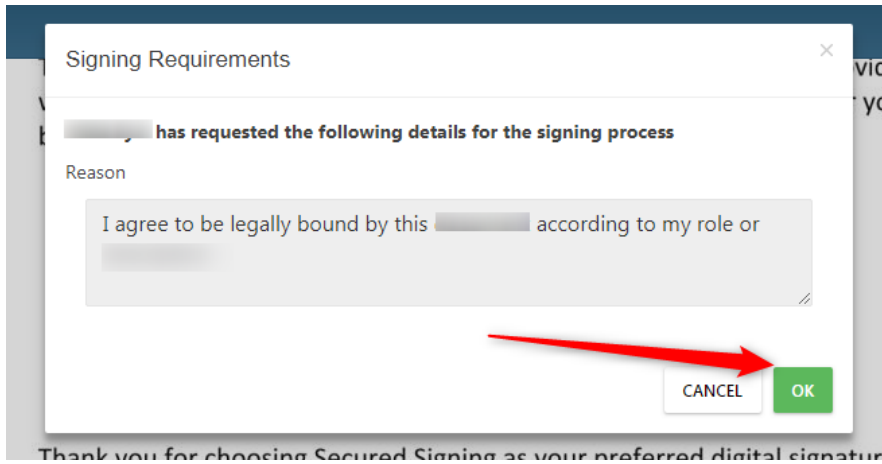 Signing Requirements
×
has requested the following details for the signing process
Reason
I agree to be legally bound by this according to my role or
CANCEL
OK
Thank you for choosing Secured Signing as your preferred digital signatur